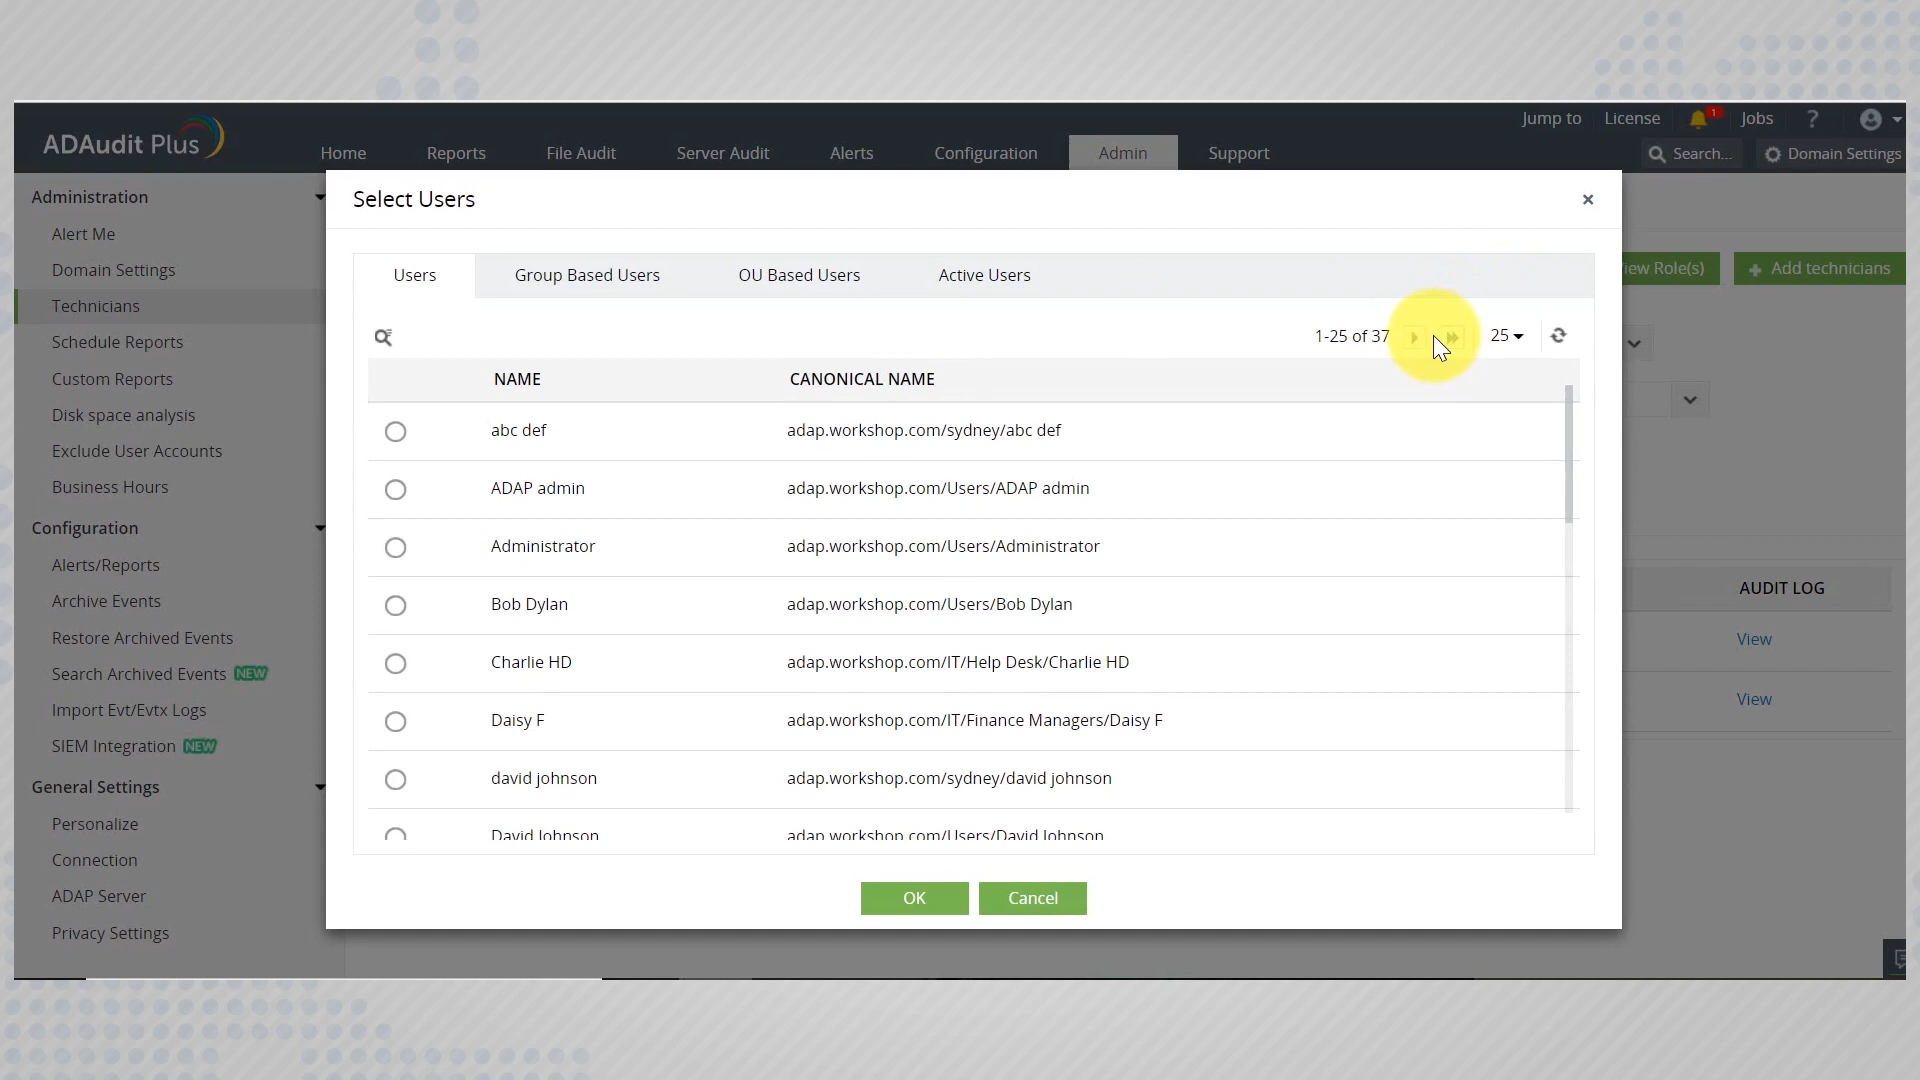 ADAudit Plus
Jump to
License
1
Jobs
?
Home
Reports
File Audit
Server Audit
Alerts
Configuration
Admin
Support
Search...
Domain Settings
Administration
Alert Me
Domain Settings
Technicians
Schedule Reports
Custom Reports
Disk space analysis
Exclude User Accounts
Business Hours
Configuration
Alerts/Reports
Archive Events
Restore Archived Events
Search Archived Events NEW
Import Evt/Evtx Logs
SIEM Integration NEW
General Settings
Personalize
Connection
ADAP Server
Privacy Settings
Select Users
×
Users
Group Based Users
OU Based Users
Active Users
1-25 of 37
25
NAME
CANONICAL NAME
abc def
adap.workshop.com/sydney/abc def
ADAP admin
adap.workshop.com/Users/ADAP admin
Administrator
adap.workshop.com/Users/Administrator
Bob Dylan
adap.workshop.com/Users/Bob Dylan
Charlie HD
adap.workshop.com/IT/Help Desk/Charlie HD
Daisy F
adap.workshop.com/IT/Finance Managers/Daisy F
david johnson
adap.workshop.com/sydney/david johnson
David Johnson
adap.workshop.com/Users/David Johnson
OK
Cancel
Role(s)
+ Add technicians
AUDIT LOG
View
View